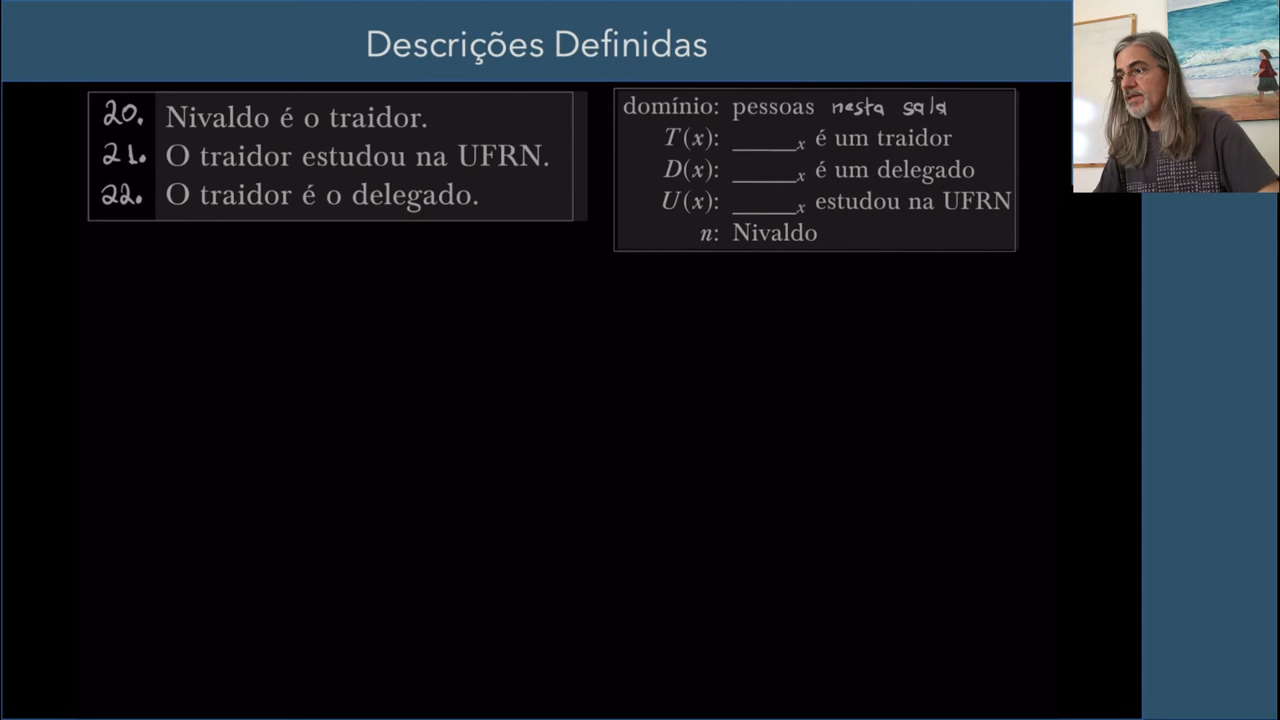 Descrições Definidas
20. Nivaldo é o traidor.
21. O traidor estudou na UFRN.
22. O traidor é o delegado.
domínio: pessoas nesta sala
T(x): ______x é um traidor
D(x): ______x é um delegado
U(x): ______x estudou na UFRN
n: Nivaldo